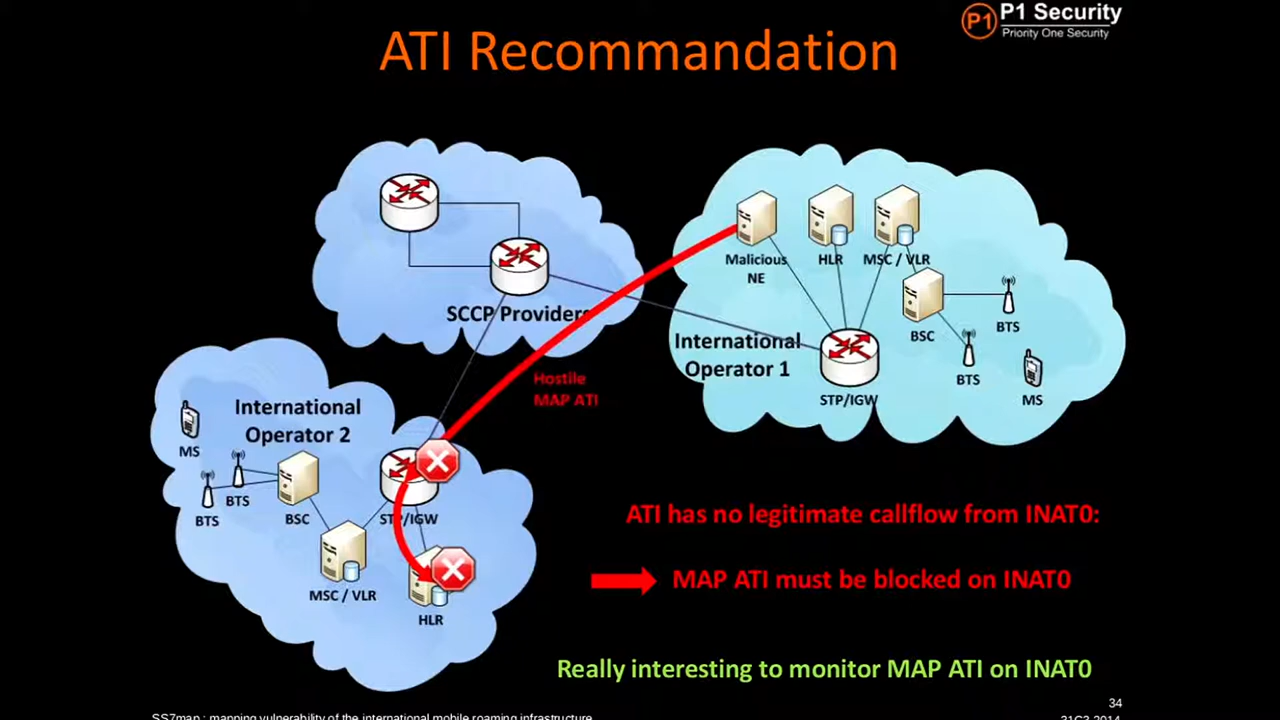 P1 Security
P1
Priority One Security
ATI Recommandation
Malicious
NE
HLR
MSC / VLR
SCCP Providers
BSC
BTS
International
Operator 1
BTS
STP/IGW
MS
Hostile
MAP ATI
International
Operator 2
MS
BTS
BTS
BSC
STP/IGW
MSC / VLR
HLR
ATI has no legitimate callflow from INAT0:
MAP ATI must be blocked on INAT0
Really interesting to monitor MAP ATI on INAT0
34
SS7map : mapping vulnerability of the international mobile roaming infrastructure
31C3 2014